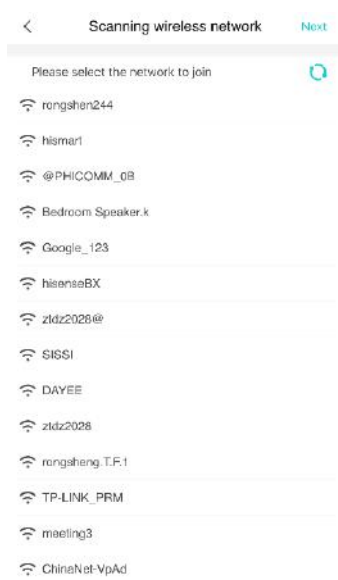 Scanning wireless network
Next
Please select the network to join
rongshen244
hismart
@PHICOMM_0B
Bedroom Speaker.k
Google_123
hisenseBX
zldz2028@
SISSI
DAYEE
zldz2028
rongsheng.T.F.1
TP-LINK_PRM
meeting3
ChinaNet-VpAd